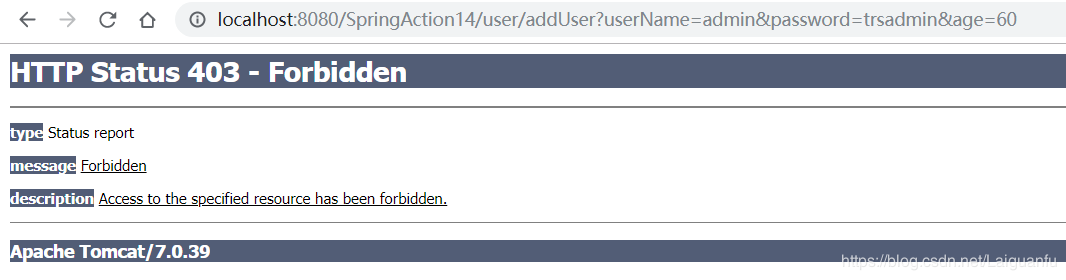 localhost:8080/SpringAction14/user/addUser?userName=admin&password=trsadmin&age=60
HTTP Status 403 - Forbidden
type Status report
message Forbidden
description Access to the specified resource has been forbidden.
Apache Tomcat/7.0.39
https://blog.csdn.net/Laiguanfu